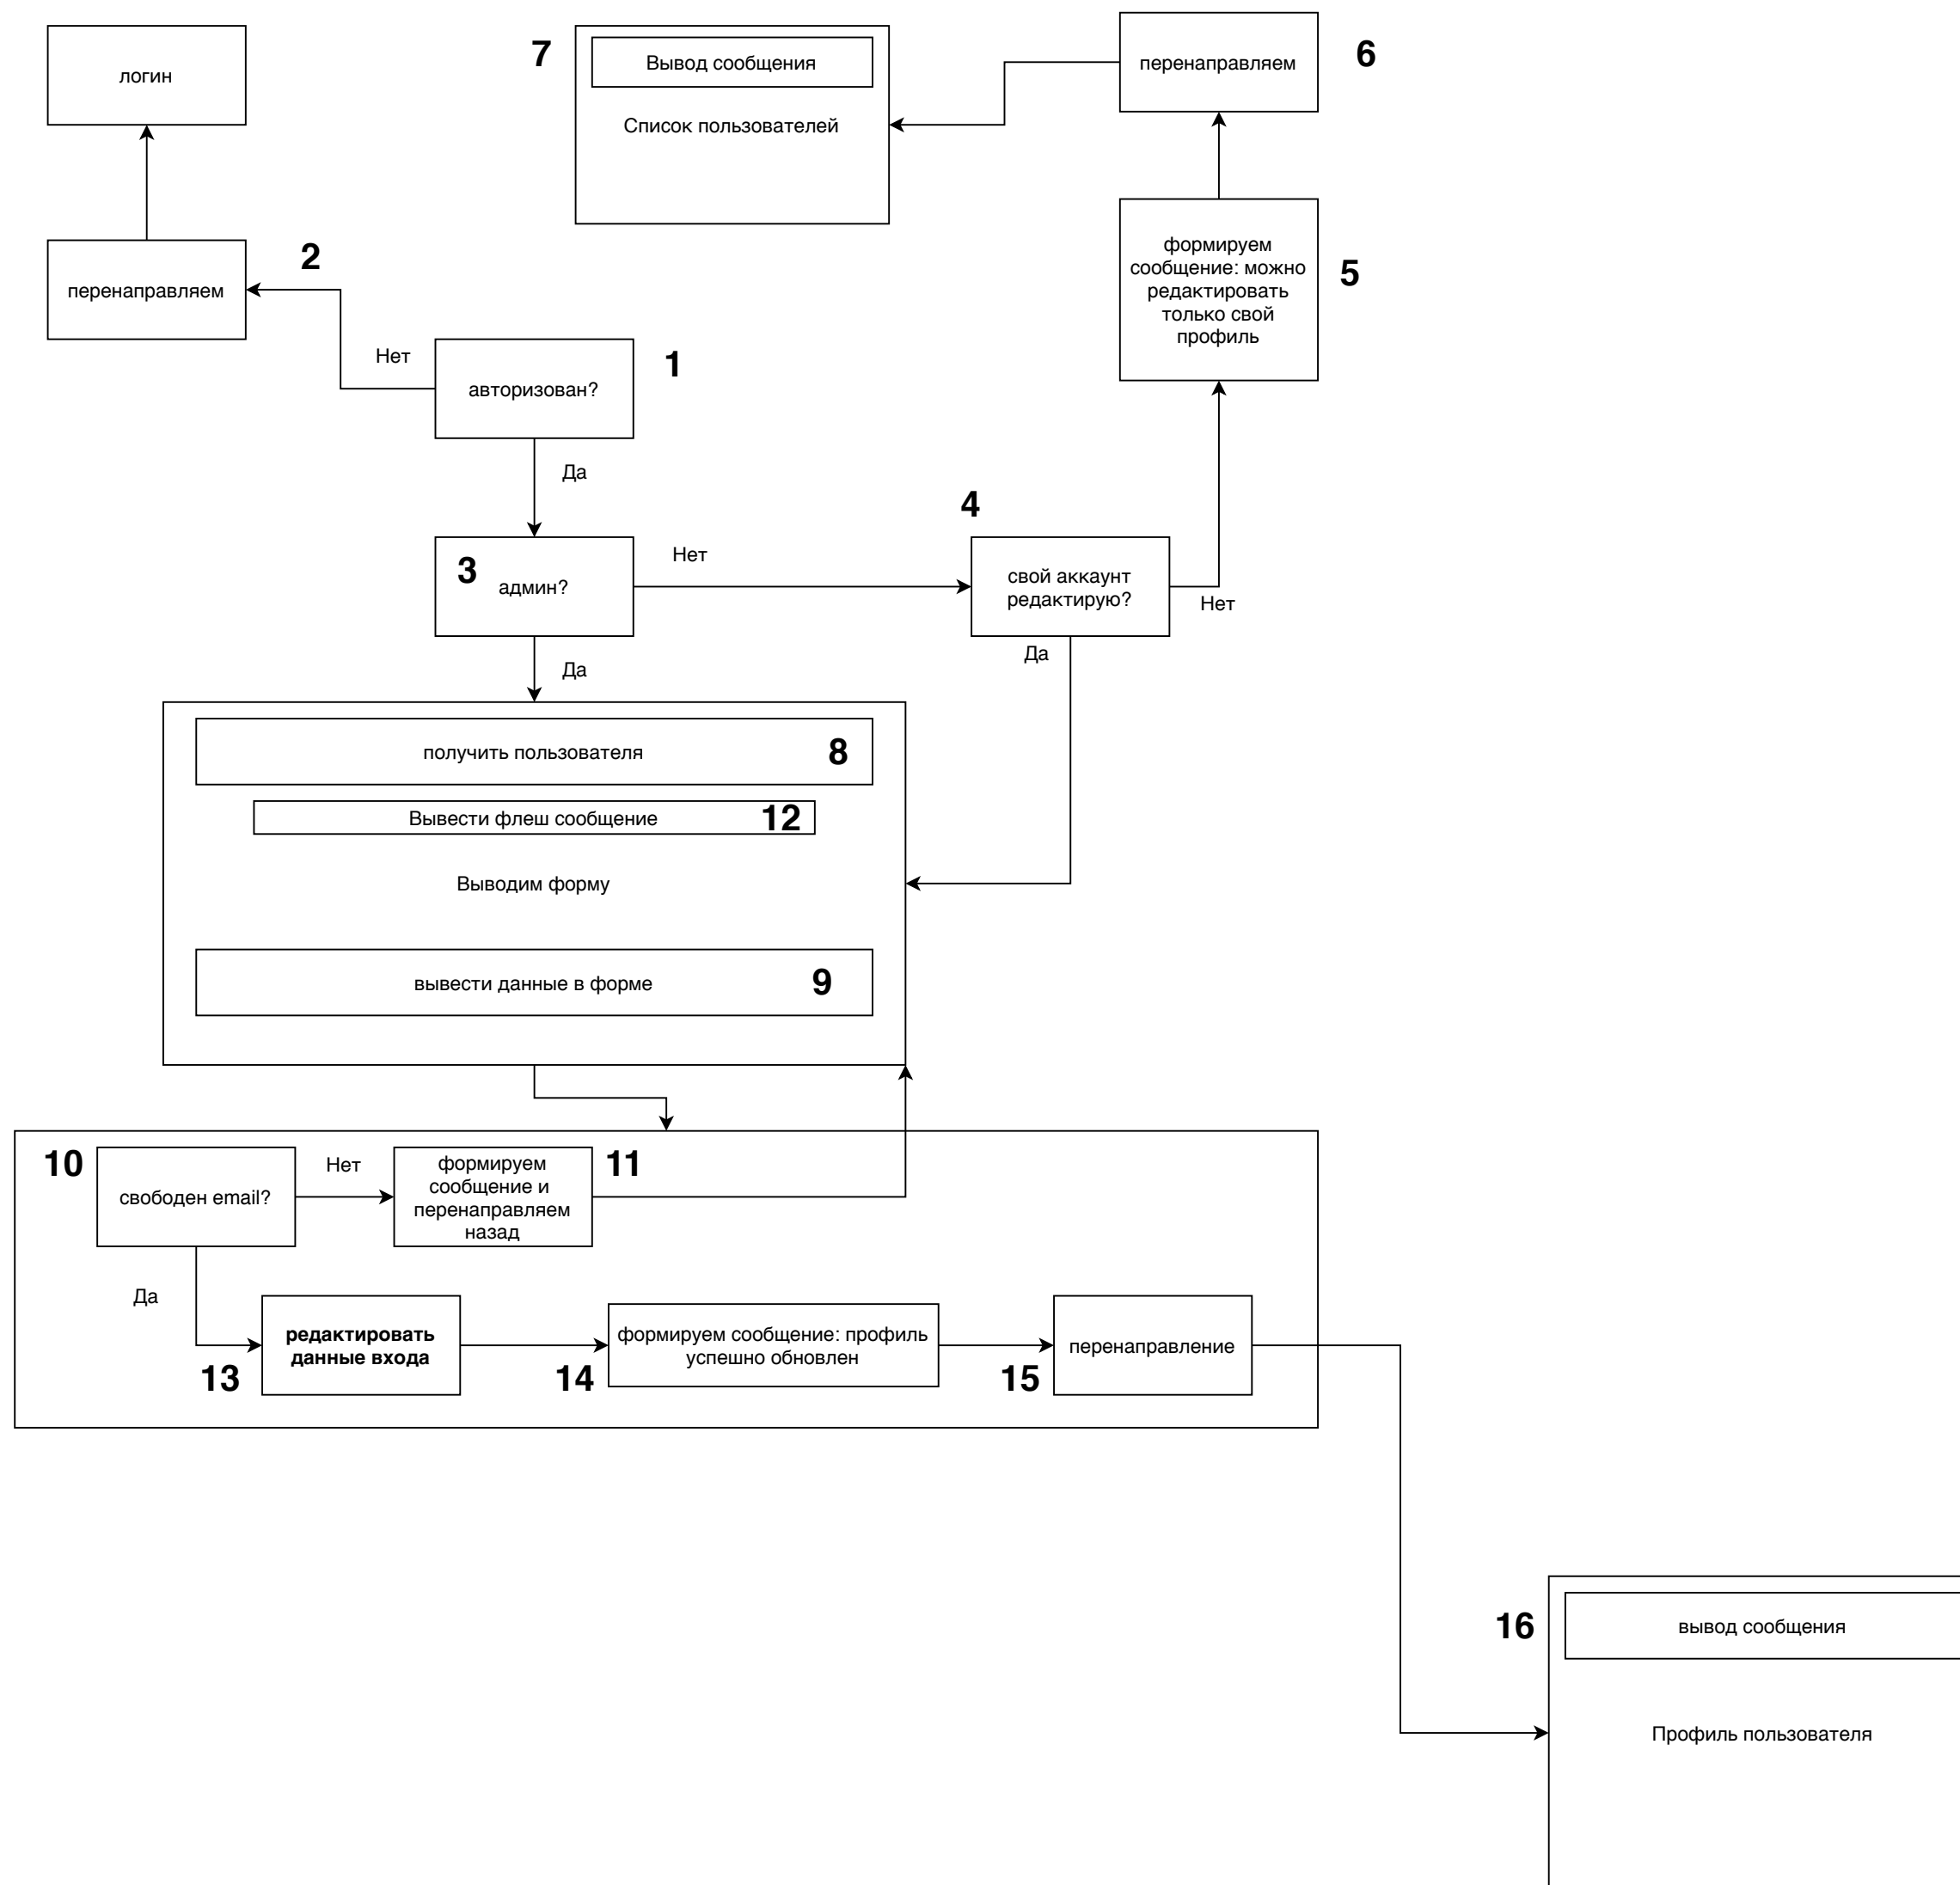 логин
7
Вывод сообщения
Список пользователей
перенаправляем
6
2
перенаправляем
формируем
сообщение: можно
редактировать
только свой
профиль
5
Нет
1
авторизован?
Да
4
3
админ?
Нет
свой аккаунт
редактирую?
Нет
Да
Да
получить пользователя
8
Вывести флеш сообщение
12
Выводим форму
вывести данные в форме
9
10
свободен email?
Нет
формируем
сообщение и
перенаправляем
назад
11
Да
13
редактировать
данные входа
14
формируем сообщение: профиль
успешно обновлен
15
перенаправление
16
вывод сообщения
Профиль пользователя